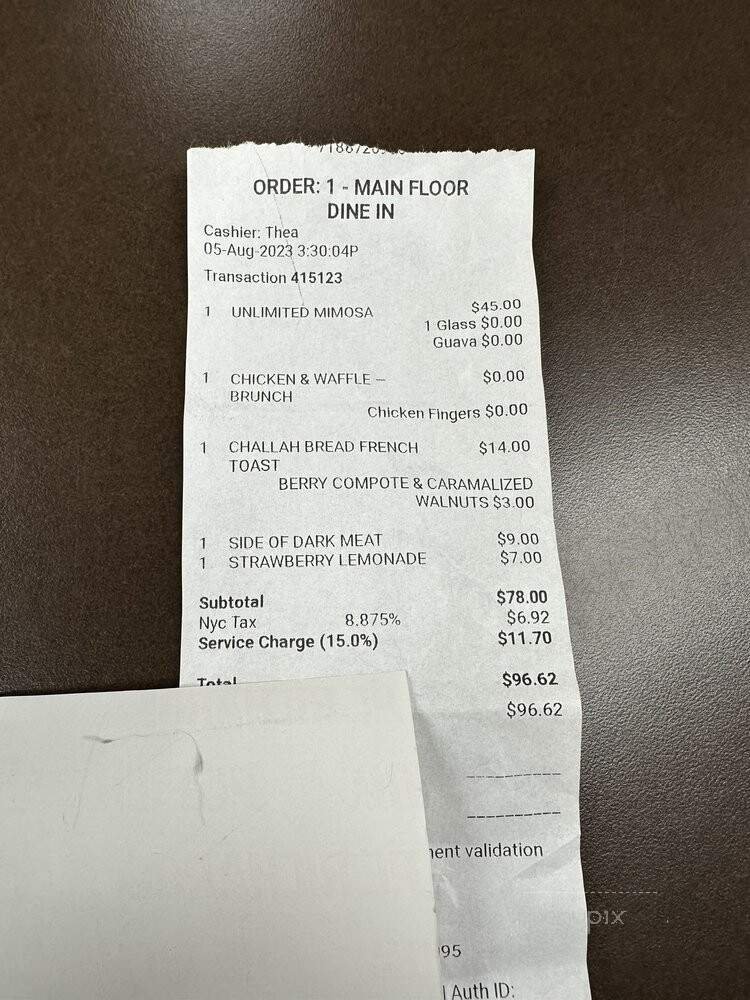 ORDER: 1 - MAIN FLOOR
DINE IN
Cashier: Thea
05-Aug-2023 3:30:04P
Transaction 415123
1 UNLIMITED MIMOSA $45.00
1 Glass $0.00
Guava $0.00
1 CHICKEN & WAFFLE – $0.00
BRUNCH
Chicken Fingers $0.00
1 CHALLAH BREAD FRENCH $14.00
TOAST
BERRY COMPOTE & CARAMALIZED
WALNUTS $3.00
1 SIDE OF DARK MEAT $9.00
1 STRAWBERRY LEMONADE $7.00
Subtotal $78.00
Nyc Tax 8.875% $6.92
Service Charge (15.0%) $11.70
Total $96.62
$96.62
validation
95
Auth ID: